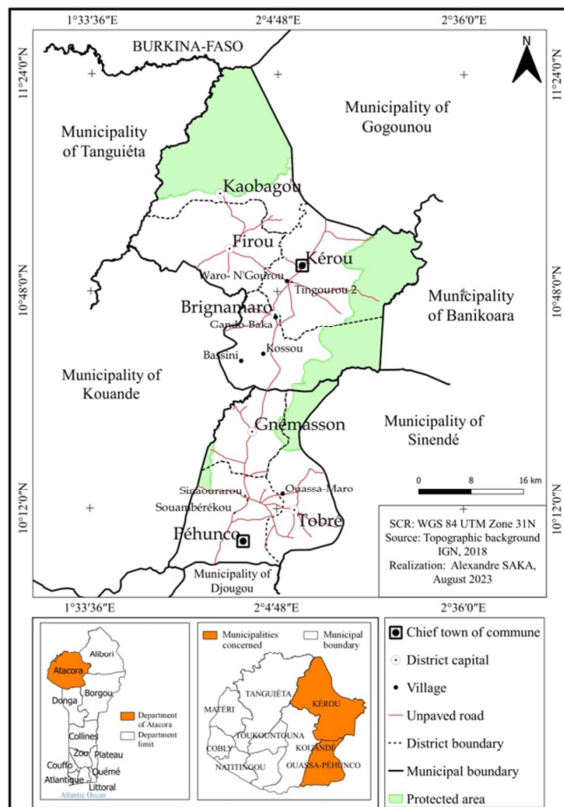 1°33'36"E 2°4'48"E 2°36'0"E
BURKINA-FASO
N
11°24'0"N
11°24'0"N
Municipality of
Gogounou
Municipality
of Tanguiéta
Kaobagou
Firou
Kérou
Waro- N'Gourou
Tingourou 2
10°48'0"N
10°48'0"N
Brignamaro
Gando-Baka
Municipality of
Banikoara
Bassini
Kossou
Municipality of
Kouande
Gnémasson
Municipality of
Sinendé
0 8 16 km
Sinaourarou
Ouassa-Maro
Souambérékou
Tobré
10°12'0"N
10°12'0"N
Péhunco
SCR: WGS 84 UTM Zone 31N
Source: Topographic background
IGN, 2018
Realization: Alexandre SAKA,
August 2023
Municipality of
Djougou
1°33'36"E 2°4'48"E 2°36'0"E
Alibori
Atacora
Borgou
Donga
Collines
Zou
Plateau
Couffo
Ouémé
Atlantique
Littoral
Atlantic Ocean
Department
of Atacora
Department
limit
Municipalities
concerned
Municipal
boundary
TANGUIÉTA
KÉROU
MATÉRI
TOUKOUNTOUNA
COBLY
KOUANDÉ
NATITINGOU
OUASSA-PÉHUNCO
Chief town of commune
District capital
Village
Unpaved road
District boundary
Municipal boundary
Protected area